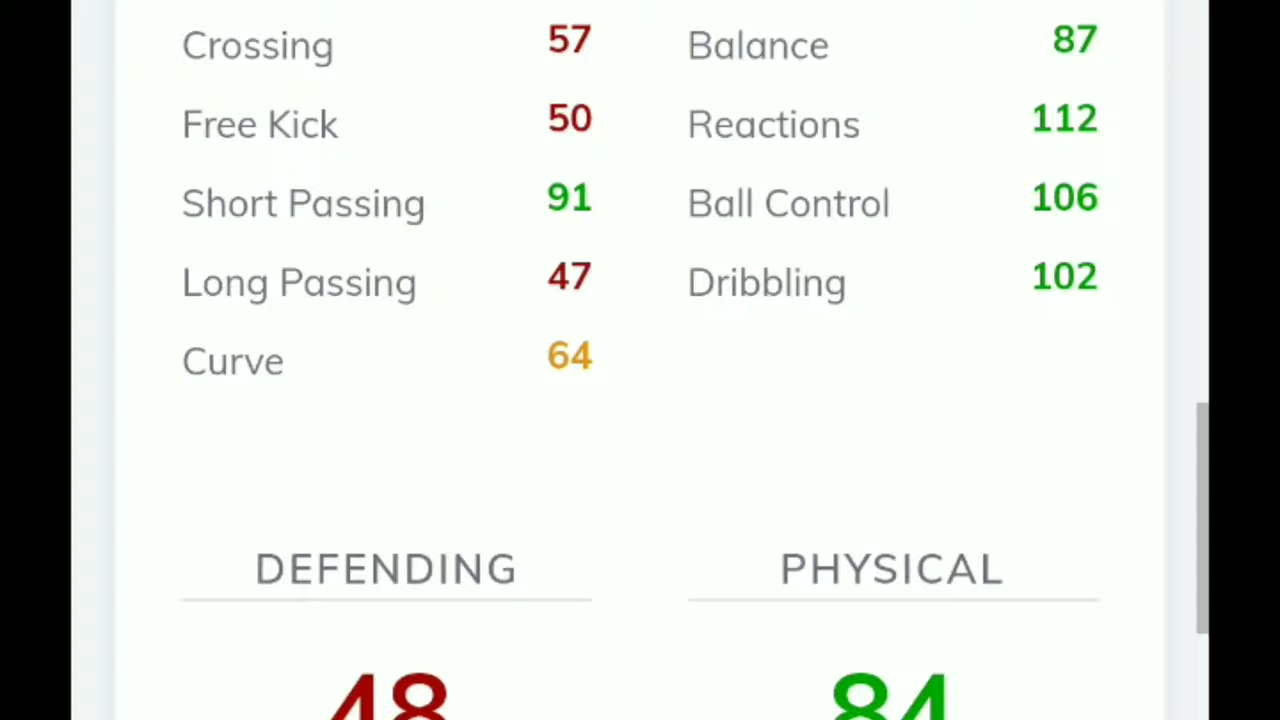 Crossing 57
Free Kick 50
Short Passing 91
Long Passing 47
Curve 64
Balance 87
Reactions 112
Ball Control 106
Dribbling 102
DEFENDING
48
PHYSICAL
84